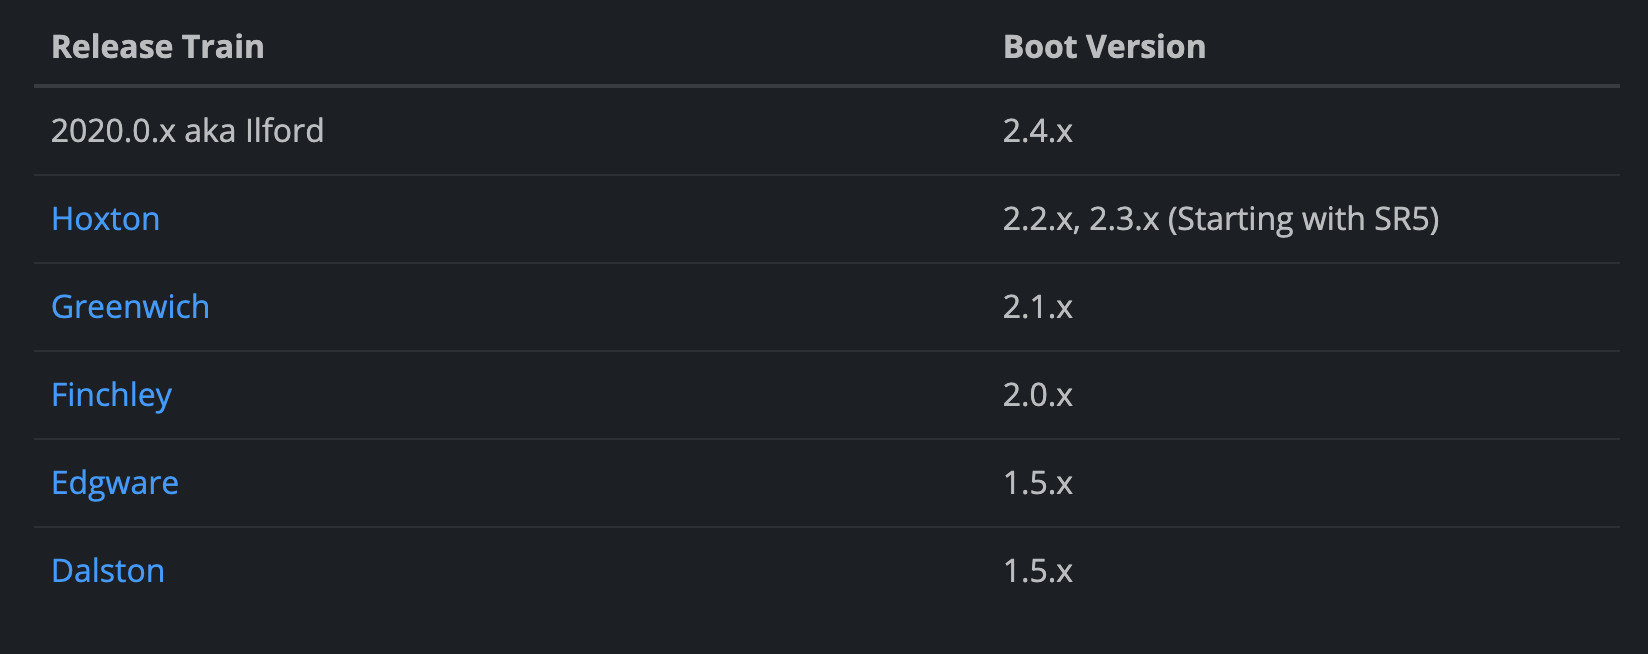 Release Train Boot Version
2020.0.x aka Ilford 2.4.x
Hoxton 2.2.x, 2.3.x (Starting with SR5)
Greenwich 2.1.x
Finchley 2.0.x
Edgware 1.5.x
Dalston 1.5.x